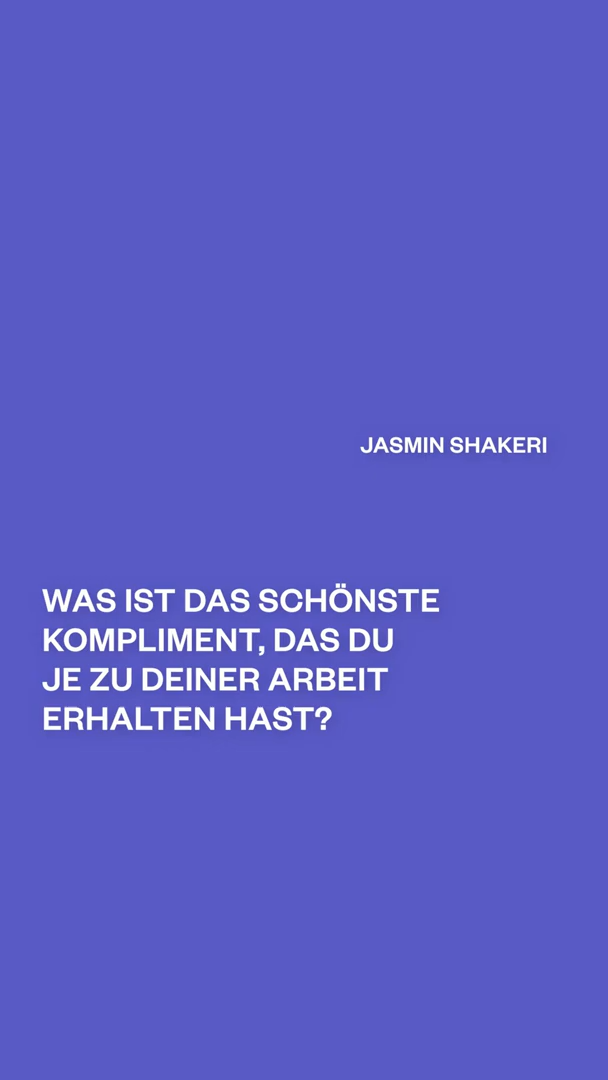 JASMIN SHAKERI
WAS IST DAS SCHÖNSTE
KOMPLIMENT, DAS DU
JE ZU DEINER ARBEIT
ERHALTEN HAST?